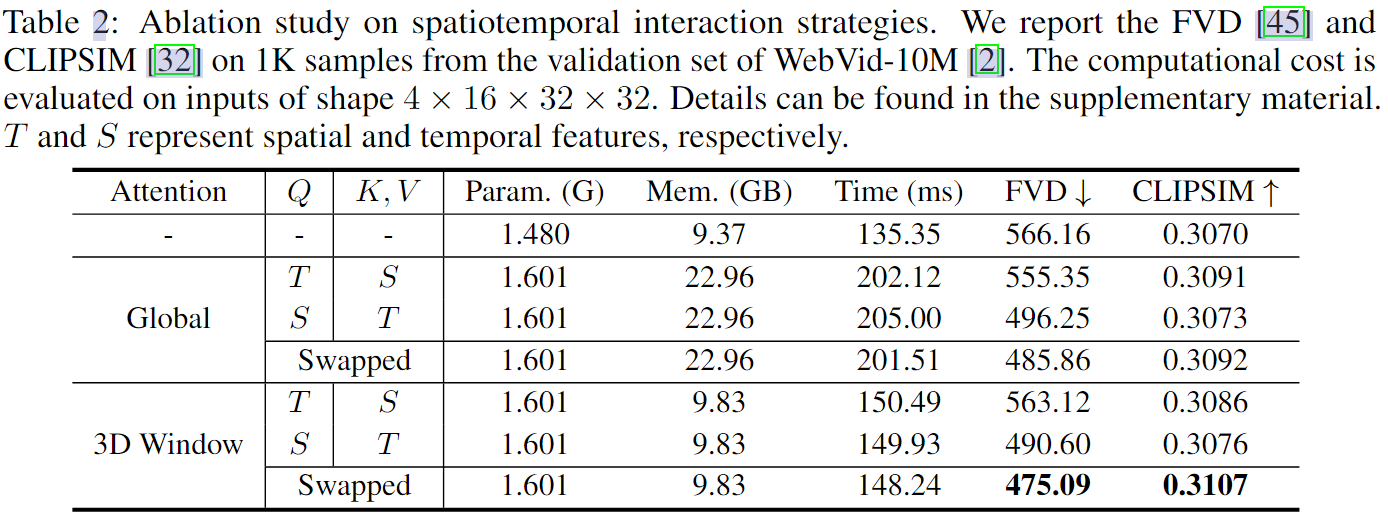 Table 2: Ablation study on spatiotemporal interaction strategies. We report the FVD [45] and
CLIPSIM [32] on 1K samples from the validation set of WebVid-10M [2]. The computational cost is
evaluated on inputs of shape 4 × 16 × 32 × 32. Details can be found in the supplementary material.
T and S represent spatial and temporal features, respectively.
Attention Q K, V Param. (G) Mem. (GB) Time (ms) FVD ↓ CLIPSIM ↑
- - - 1.480 9.37 135.35 566.16 0.3070
T S 1.601 22.96 202.12 555.35 0.3091
Global S T 1.601 22.96 205.00 496.25 0.3073
Swapped 1.601 22.96 201.51 485.86 0.3092
T S 1.601 9.83 150.49 563.12 0.3086
3D Window S T 1.601 9.83 149.93 490.60 0.3076
Swapped 1.601 9.83 148.24 475.09 0.3107